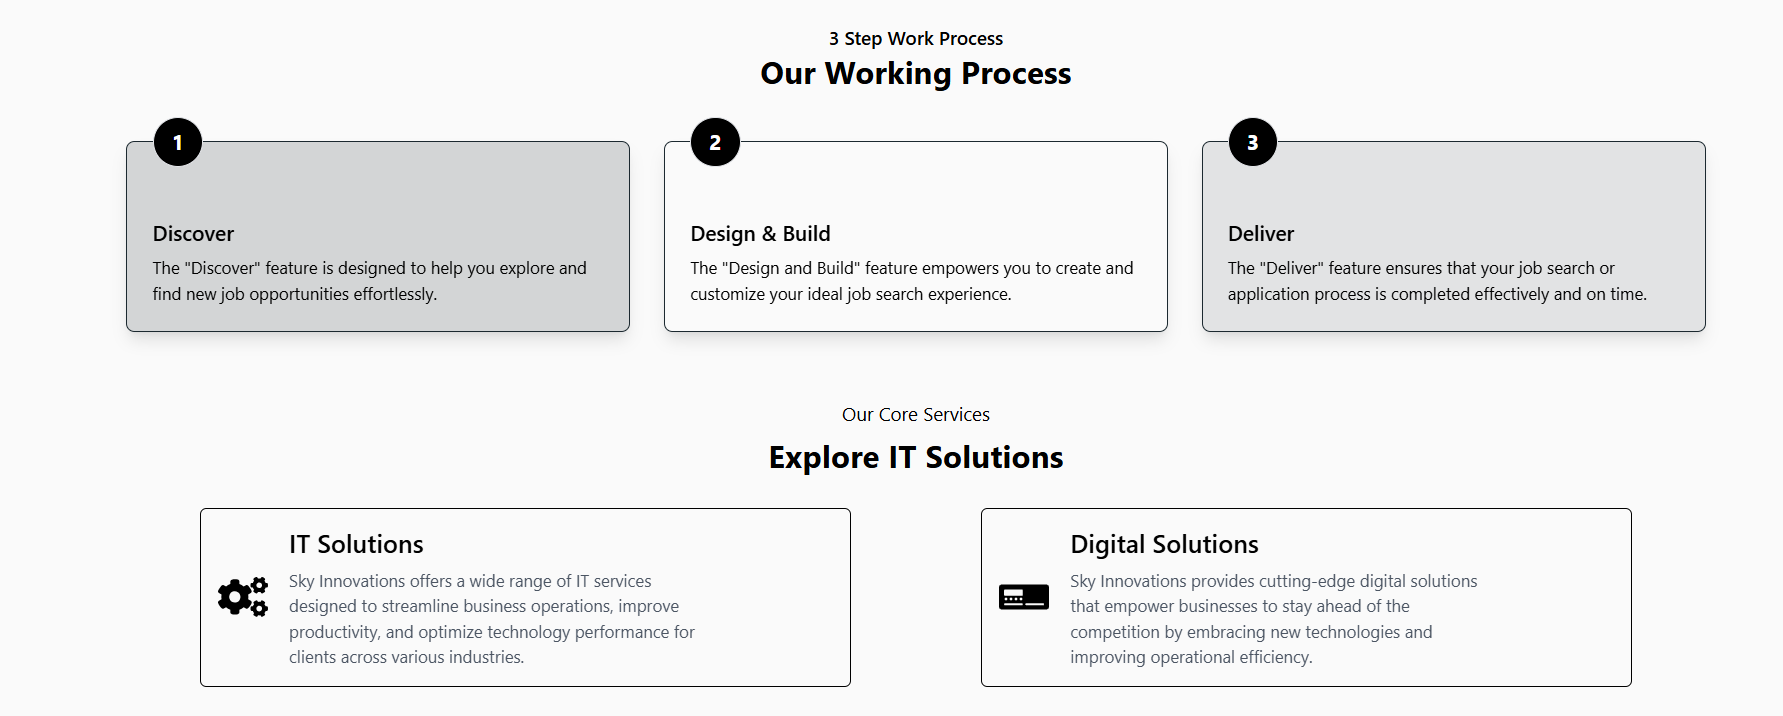 3 Step Work Process
Our Working Process
1
Discover
The "Discover" feature is designed to help you explore and
find new job opportunities effortlessly.
2
Design & Build
The "Design and Build" feature empowers you to create and
customize your ideal job search experience.
3
Deliver
The "Deliver" feature ensures that your job search or
application process is completed effectively and on time.
Our Core Services
Explore IT Solutions
IT Solutions
Sky Innovations offers a wide range of IT services
designed to streamline business operations, improve
productivity, and optimize technology performance for
clients across various industries.
Digital Solutions
Sky Innovations provides cutting-edge digital solutions
that empower businesses to stay ahead of the
competition by embracing new technologies and
improving operational efficiency.